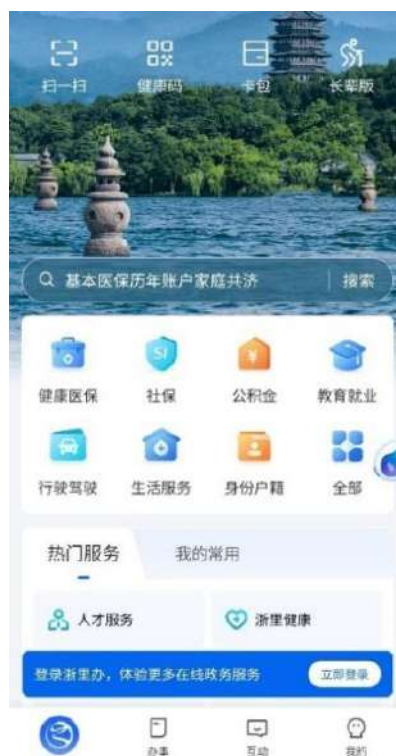 扫一扫 健康码 卡包 长辈版
基本医保历年账户家庭共济 搜索
健康医保 社保 公积金 教育就业
行驶驾驶 生活服务 身份户籍 全部
热门服务 我的常用
人才服务 浙里健康
登录浙里办，体验更多在线政务服务 立即登录
办事 互动 我的